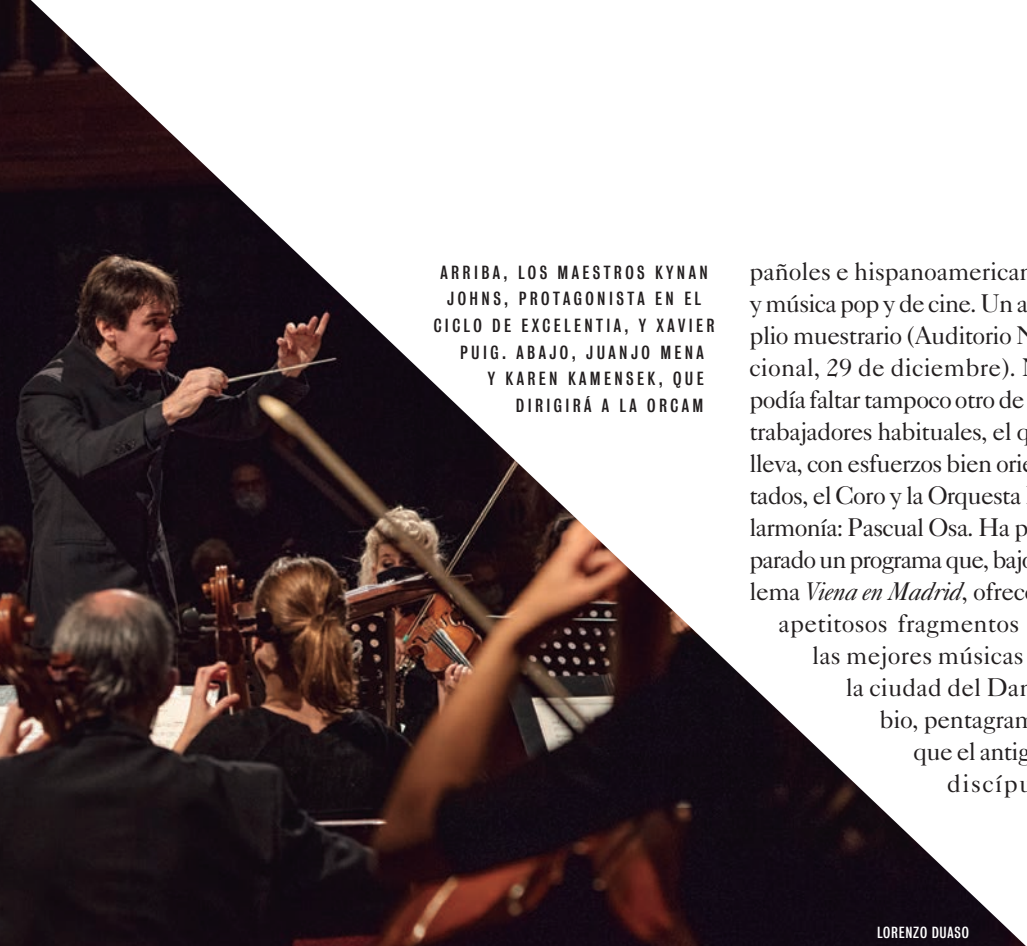 ARRIBA, LOS MAESTROS KYNAN
JOHNS, PROTAGONISTA EN EL
CICLO DE EXCELENTIA, Y XAVIER
PUIG. ABAJO, JUANJO MENA
Y KAREN KAMENSEK, QUE
DIRIGIRÁ A LA ORCAM
pañoles e hispanoamerican
y música pop y de cine. Un a
plio muestrario (Auditorio N
cional, 29 de diciembre). N
podía faltar tampoco otro de
trabajadores habituales, el q
lleva, con esfuerzos bien orie
tados, el Coro y la Orquesta
larmonía: Pascual Osa. Ha p
parado un programa que, bajo
lema Viena en Madrid, ofrece
apetitosos fragmentos
las mejores músicas
la ciudad del Dan
bio, pentagram
que el antig
discípu
LORENZO DUASO